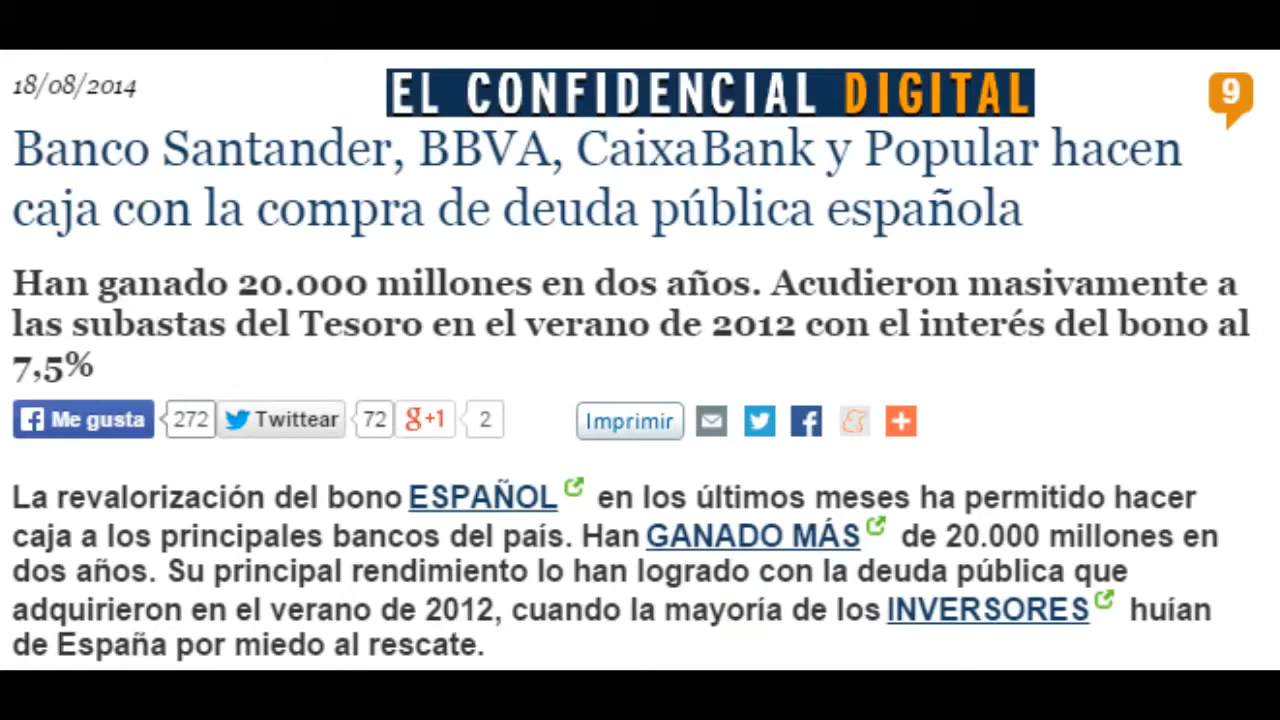 18/08/2014
EL CONFIDENCIAL DIGITAL
9
Banco Santander, BBVA, CaixaBank y Popular hacen
caja con la compra de deuda pública española
Han ganado 20.000 millones en dos años. Acudieron masivamente a
las subastas del Tesoro en el verano de 2012 con el interés del bono al
7,5%
Me gusta 272 Twittear 72 g+1 2 Imprimir
La revalorización del bono ESPAÑOL en los últimos meses ha permitido hacer
caja a los principales bancos del país. Han GANADO MÁS de 20.000 millones en
dos años. Su principal rendimiento lo han logrado con la deuda pública que
adquirieron en el verano de 2012, cuando la mayoría de los INVERSORES huían
de España por miedo al rescate.